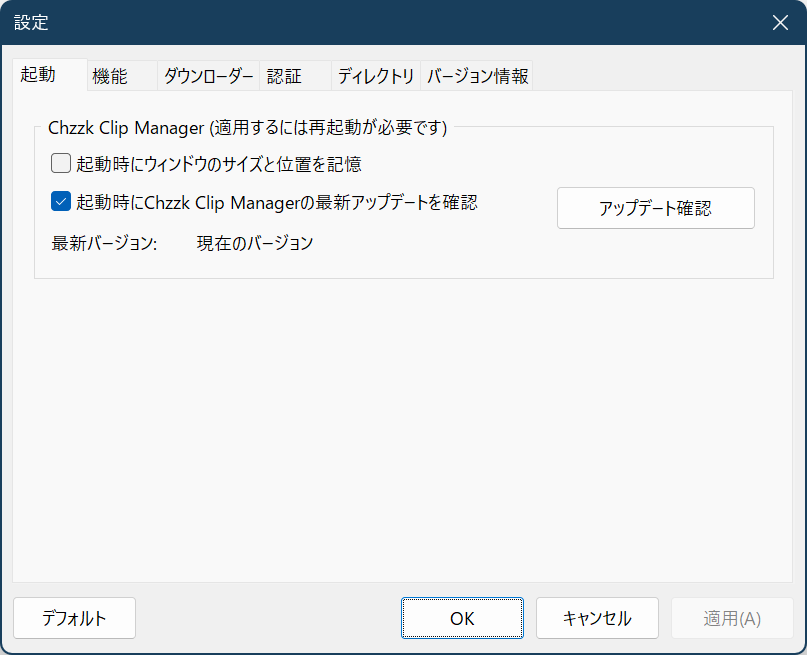 設定
起動 機能 ダウンローダー 認証 ディレクトリ バージョン情報
Chzzk Clip Manager (適用するには再起動が必要です)
起動時にウィンドウのサイズと位置を記憶
起動時にChzzk Clip Managerの最新アップデートを確認
アップデート確認
最新バージョン: 現在のバージョン
デフォルト OK キャンセル 適用(A)